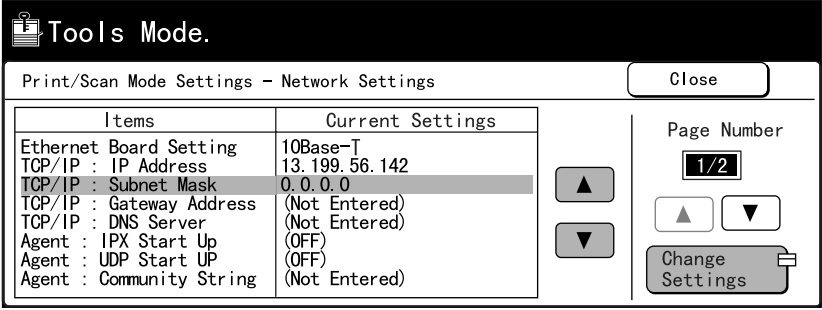 Tools Mode.
Print/Scan Mode Settings - Network Settings
Close
Items Current Settings
Ethernet Board Setting 10Base-T
TCP/IP : IP Address 13.199.56.142
TCP/IP : Subnet Mask 0.0.0.0
TCP/IP : Gateway Address (Not Entered)
TCP/IP : DNS Server (Not Entered)
Agent : IPX Start Up (OFF)
Agent : UDP Start UP (OFF)
Agent : Community String (Not Entered)
Page Number
1/2
Change
Settings